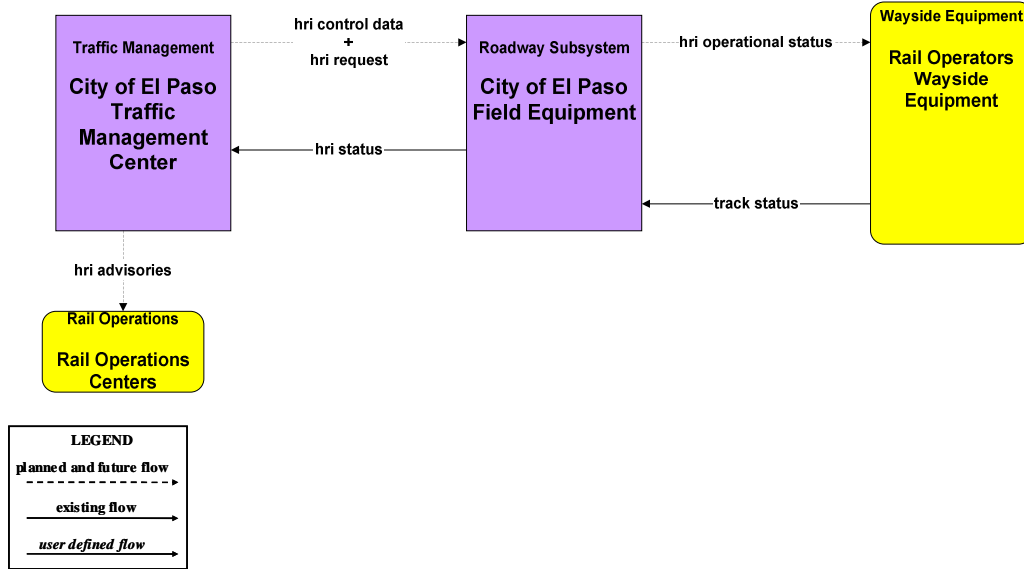 Traffic Management
City of El Paso
Traffic
Management
Center
hri control data
+
hri request
Roadway Subsystem
City of El Paso
Field Equipment
hri operational status
Wayside Equipment
Rail Operators
Wayside
Equipment
hri status
track status
hri advisories
Rail Operations
Rail Operations
Centers
LEGEND
planned and future flow
existing flow
user defined flow